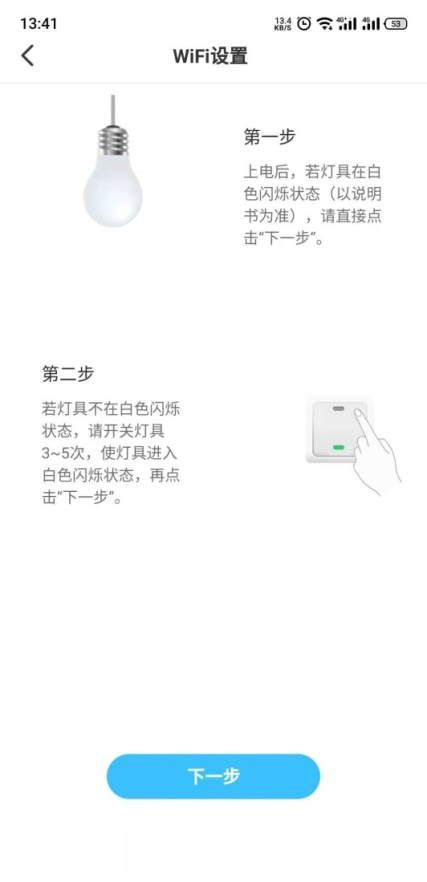 13:41
13.4
KB/S
4G
4G
53
WiFi设置
第一步
上电后，若灯具在白
色闪烁状态（以说明
书为准），请直接点
击“下一步”。
第二步
若灯具不在白色闪烁
状态，请开关灯具
3~5次，使灯具进入
白色闪烁状态，再点
击“下一步”。
下一步